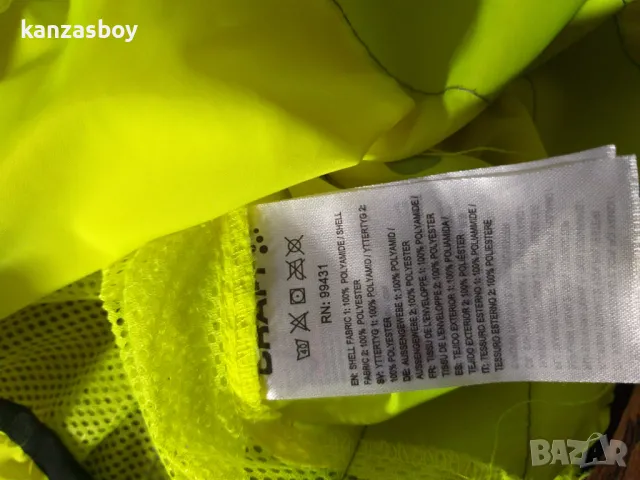 kanzasboy
CRAFT
RN: 99431
EN: SHELL FABRIC 1: 100% POLYAMIDE / SHELL
FABRIC 2: 100% POLYESTER
SV: YTTERTYG 1: 100% POLYAMID / YTTERTYG 2:
100% POLYESTER
DE: AUSSENGEWEBE 1: 100% POLYAMID /
AUSSENGEWEBE 2: 100% POLYESTER
FR: TISSU DE L'ENVELOPPE 1: 100% POLYAMIDE /
TISSU DE L'ENVELOPPE 2: 100% POLYESTER
ES: TEJIDO EXTERIOR 1: 100% POLIAMIDA /
TEJIDO EXTERIOR 2: 100% POLIÉSTER
IT: TESSURO ESTERNO 1: 100% POLIAMMIDE /
TESSURO ESTERNO 2: 100% POLIESTERE
BAZAR
.bg